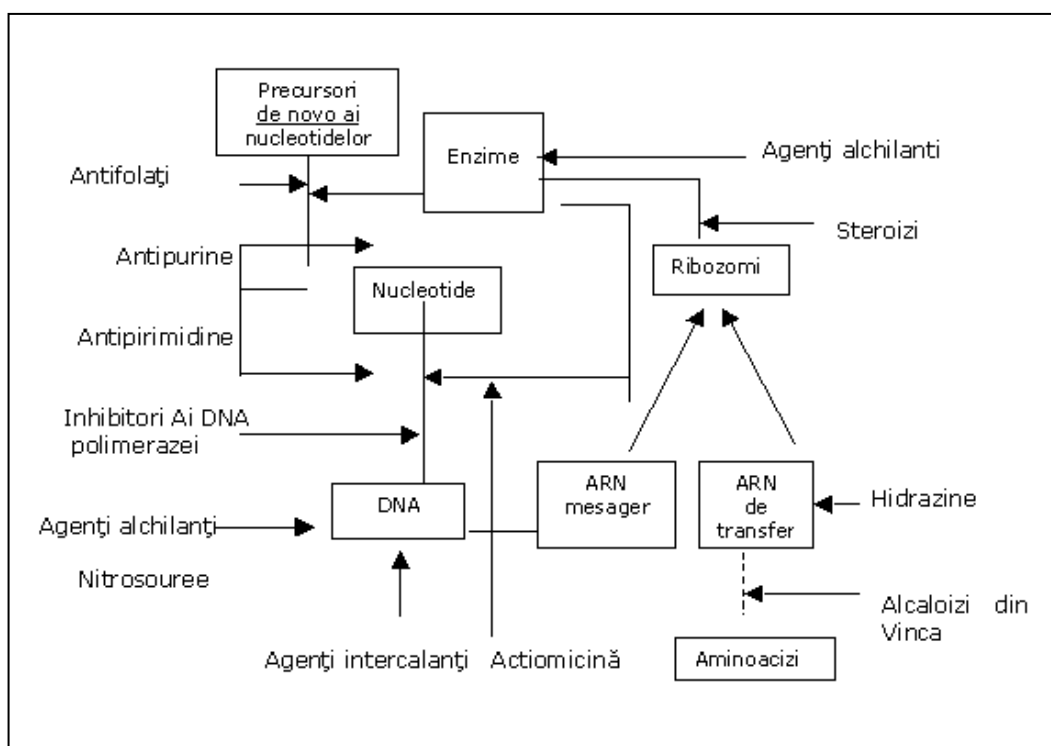 Precursori
de novo ai
nucleotidelor
Enzime
Agenţi alchilanti
Antifolaţi
Steroizi
Antipurine
Ribozomi
Nucleotide
Antipirimidine
Inhibitori Ai DNA
polimerazei
ARN
mesager
ARN
de
transfer
Hidrazine
DNA
Agenţi alchilanţi
Nitrosouree
Alcaloizi din
Vinca
Agenţi intercalanţi
Actiomicină
Aminoacizi